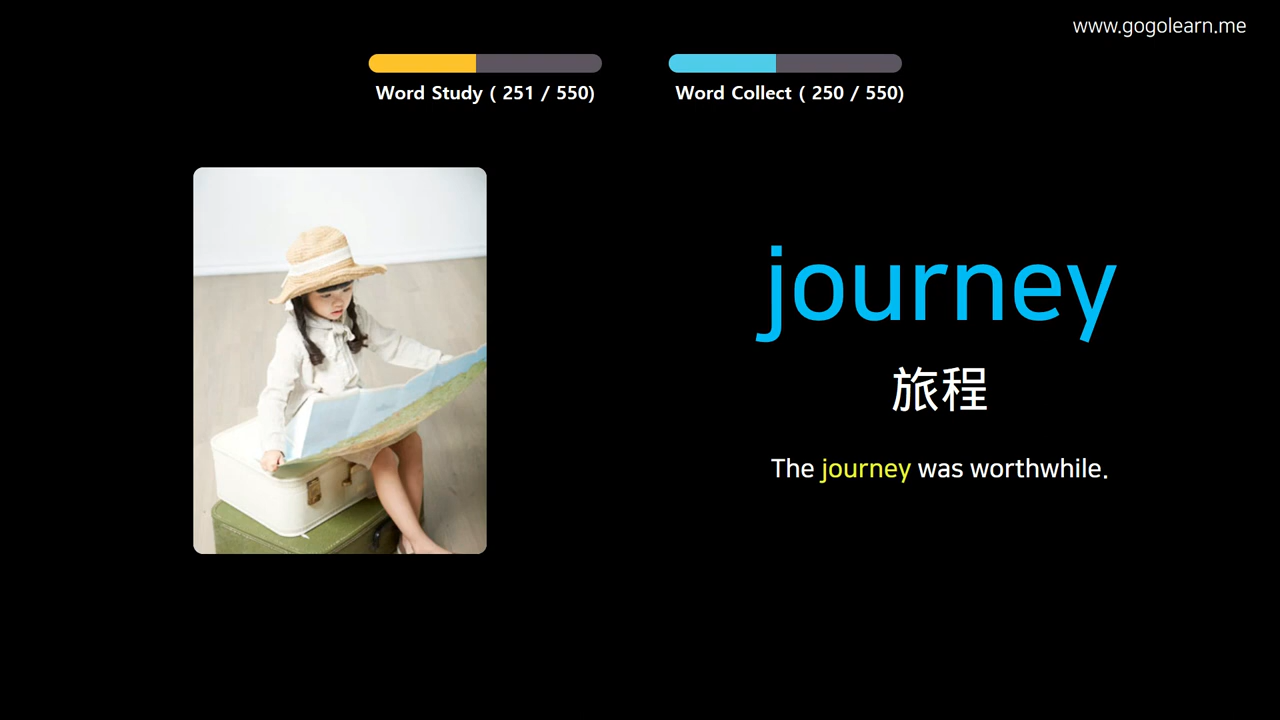 www.gogolearn.me
Word Study ( 251 / 550)
Word Collect ( 250 / 550)
journey
旅程
The journey was worthwhile.